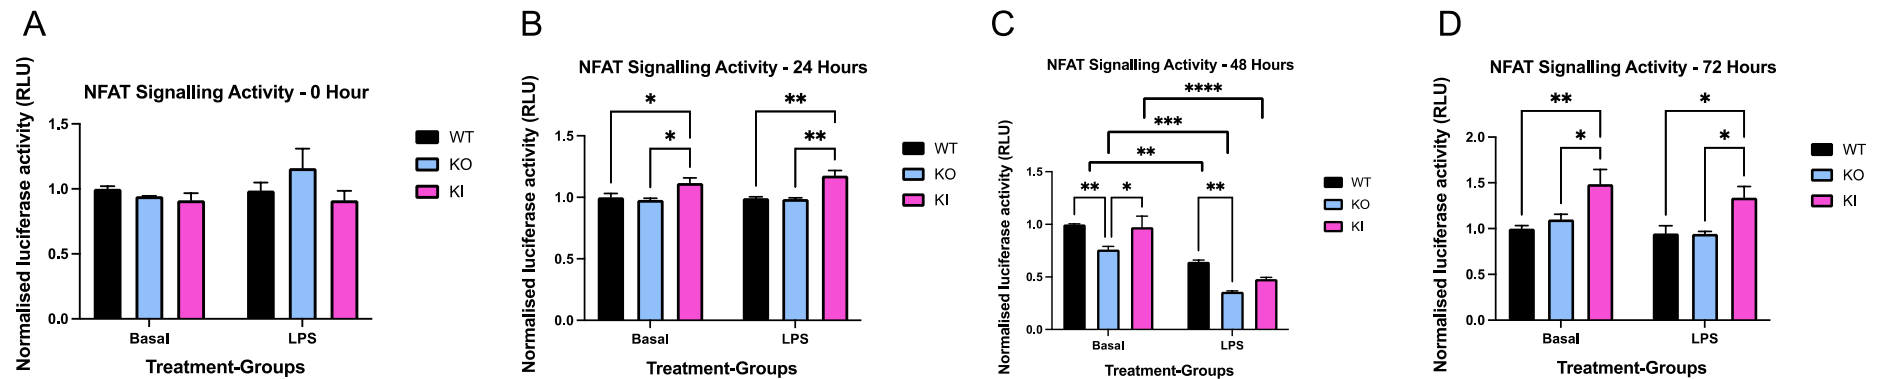 A
NFAT Signalling Activity - 0 Hour
Normalised luciferase activity (RLU)
1.5
1.0
0.5
0.0
Basal
LPS
Treatment-Groups
WT
KO
KI
B
NFAT Signalling Activity - 24 Hours
Normalised luciferase activity (RLU)
1.5
1.0
0.5
0.0
*
*
**
**
Basal
LPS
Treatment-Groups
WT
KO
KI
C
NFAT Signalling Activity - 48 Hours
Normalised luciferase activity (RLU)
1.5
1.0
0.5
0.0
****
***
**
**
*
**
Basal
LPS
Treatment-Groups
WT
KO
KI
D
NFAT Signalling Activity - 72 Hours
Normalised luciferase activity (RLU)
2.0
1.5
1.0
0.5
0.0
**
*
*
*
Basal
LPS
Treatment-Groups
WT
KO
KI